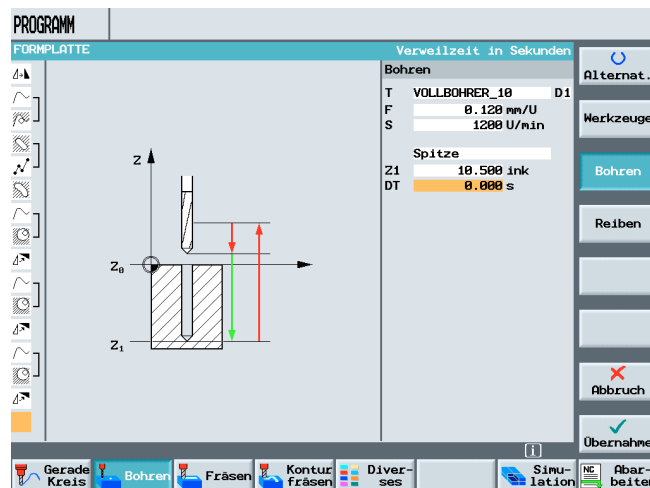 PROGRAMM
FORMPLATTE
Verweilzeit in Sekunden
Bohren
T VOLLBOHRER_10 D1
F 0.120 mm/U
S 1200 U/min
Spitze
Z1 10.500 ink
DT 0.000 s
Z
Z0
Z1
Alternat.
Werkzeuge
Bohren
Reiben
Abbruch
Übernahme
i
Gerade
Kreis
Bohren
Fräsen
Kontur
fräsen
Diver-
ses
Simu-
lation
NC
Abar-
beiten